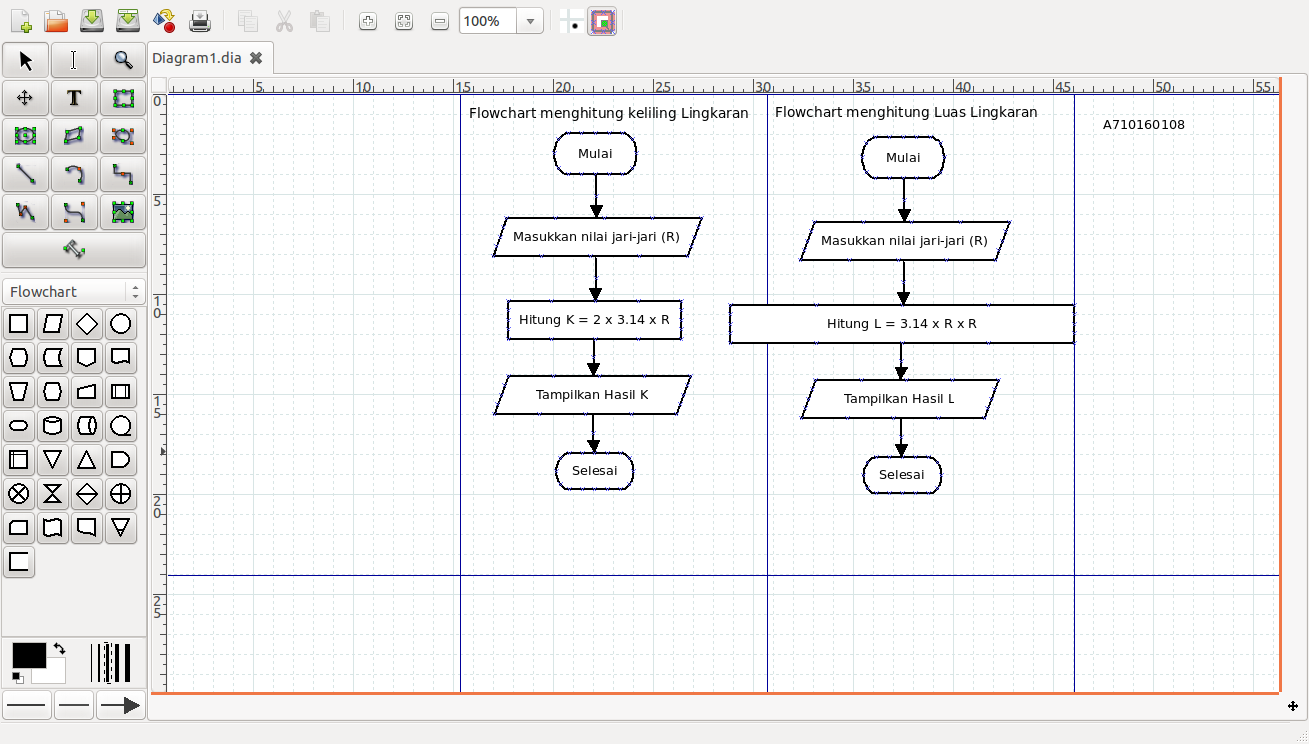 100%
Diagram1.dia
5 10 15 20 25 30 35 40 45 50 55
0
5
10
15
20
25
Flowchart
Flowchart menghitung keliling Lingkaran
Mulai
Masukkan nilai jari-jari (R)
Hitung K = 2 x 3.14 x R
Tampilkan Hasil K
Selesai
Flowchart menghitung Luas Lingkaran
Mulai
Masukkan nilai jari-jari (R)
Hitung L = 3.14 x R x R
Tampilkan Hasil L
Selesai
A710160108